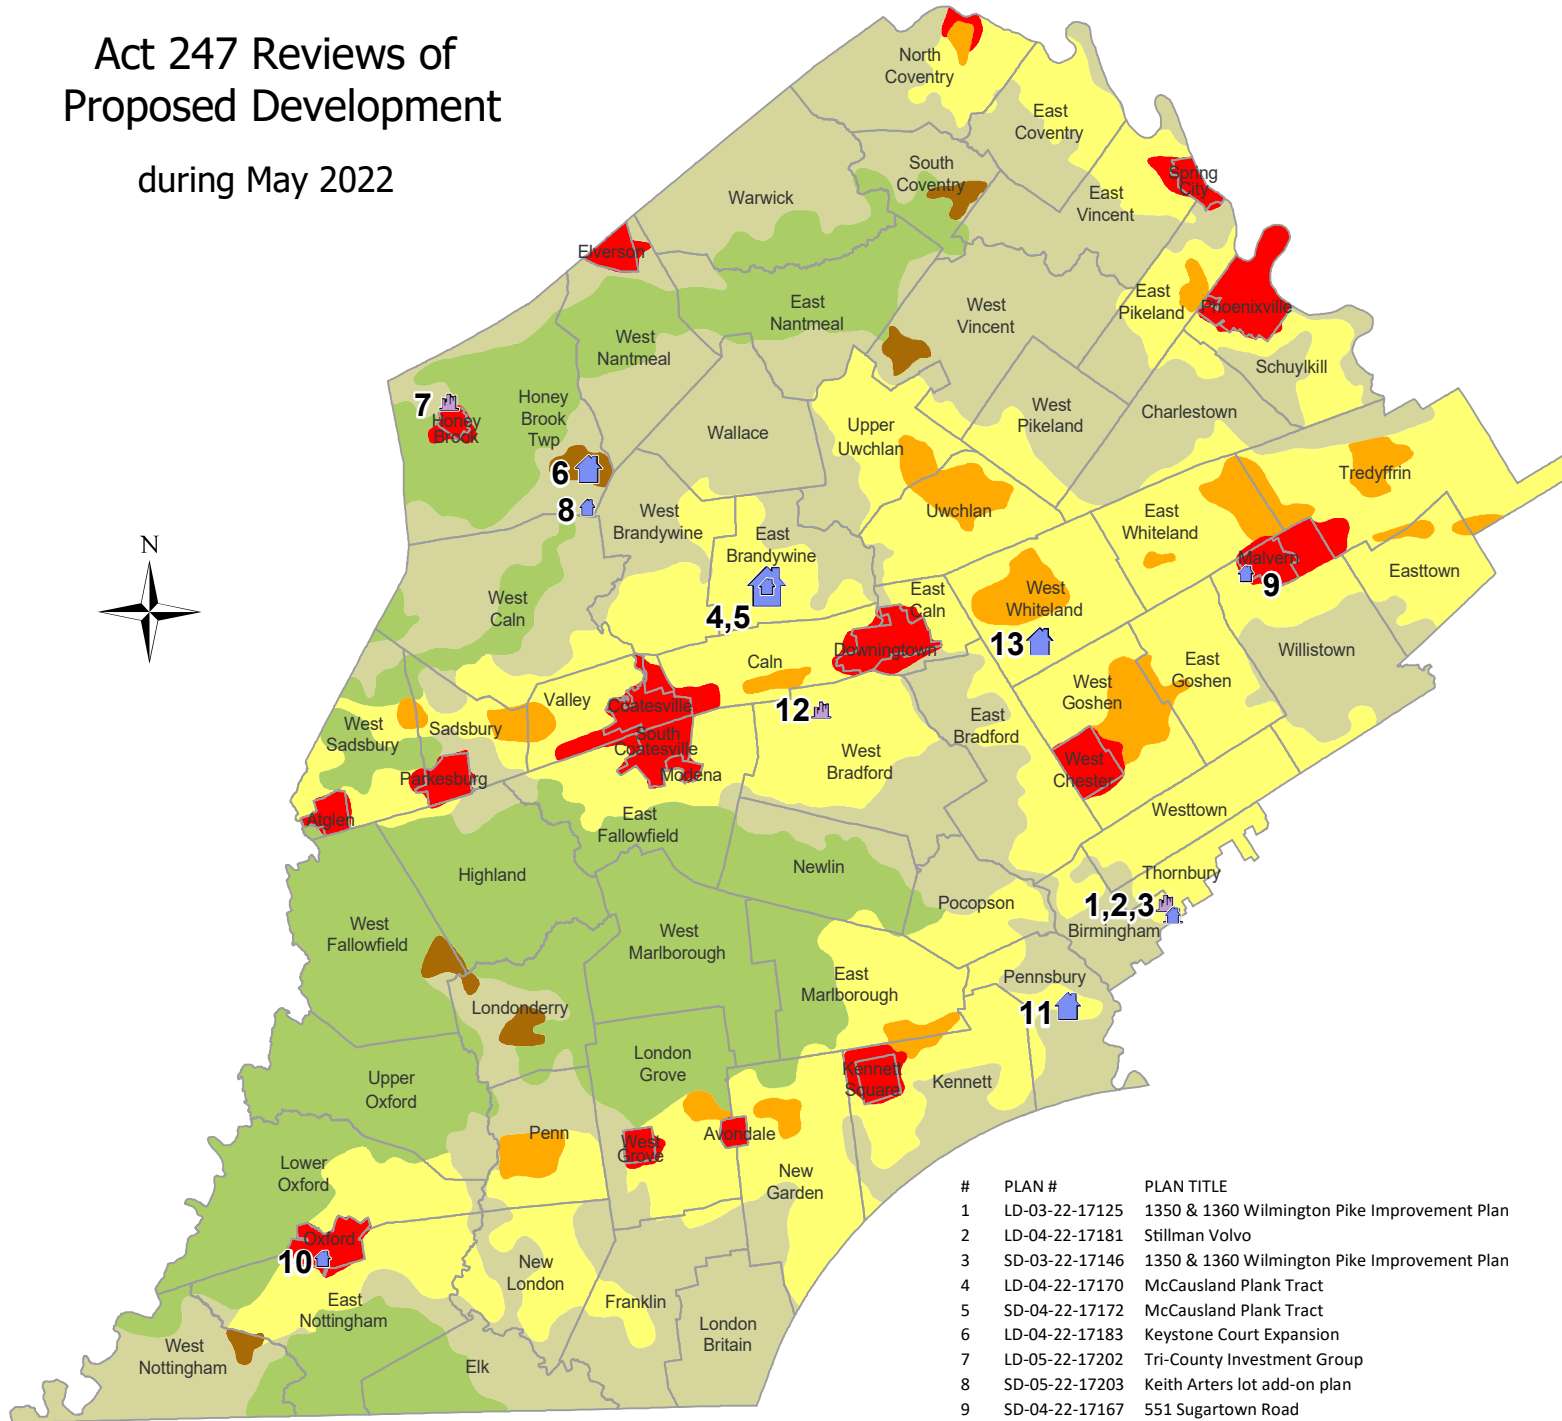 Act 247 Reviews of
Proposed Development
during May 2022
North
Coventry
East
Coventry
South
Coventry
Spring
City
Warwick
East
Vincent
Elverson
East
Nantmeal
West
Vincent
East
Pikeland
Phoenixville
West
Nantmeal
Schuylkill
7
Honey
Brook
Honey
Brook
Twp
Wallace
Upper
Uwchlan
West
Pikeland
Charlestown
Tredyffrin
6
8
West
Brandywine
East
Brandywine
Uwchlan
East
Whiteland
Malvern
9
Easttown
N
West
Caln
4,5
East
Caln
West
Whiteland
13
Downingtown
Caln
Willistown
East
Goshen
West
Goshen
Valley
Coatesville
12
West
Sadsbury
Sadsbury
South
Coatesville
Modena
East
Bradford
West
Bradford
West
Chester
Parkesburg
Atglen
East
Fallowfield
Westtown
Highland
Newlin
Thornbury
Pocopson
1,2,3
Birmingham
West
Fallowfield
West
Marlborough
East
Marlborough
Pennsbury
11
Londonderry
London
Grove
Kennett
Square
Kennett
Upper
Oxford
Penn
West
Grove
Avondale
Lower
Oxford
New
Garden
Oxford
10
New
London
East
Nottingham
Franklin
London
Britain
West
Nottingham
Elk
# PLAN # PLAN TITLE
1 LD-03-22-17125 1350 & 1360 Wilmington Pike Improvement Plan
2 LD-04-22-17181 Stillman Volvo
3 SD-03-22-17146 1350 & 1360 Wilmington Pike Improvement Plan
4 LD-04-22-17170 McCausland Plank Tract
5 SD-04-22-17172 McCausland Plank Tract
6 LD-04-22-17183 Keystone Court Expansion
7 LD-05-22-17202 Tri-County Investment Group
8 SD-05-22-17203 Keith Arters lot add-on plan
9 SD-04-22-17167 551 Sugartown Road